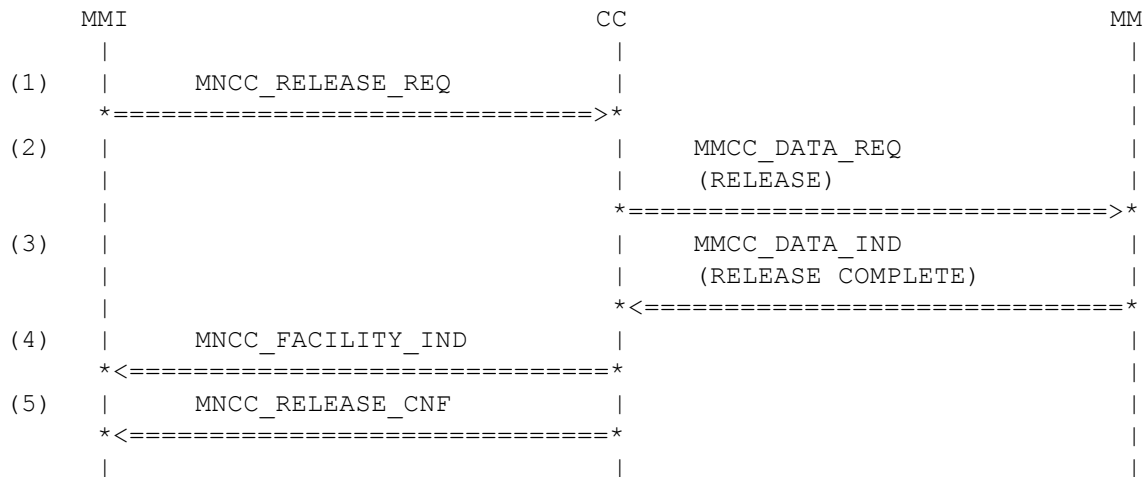 MMI CC MM
(1) MNCC_RELEASE_REQ
(2) MMCC_DATA_REQ
(RELEASE)
(3) MMCC_DATA_IND
(RELEASE COMPLETE)
(4) MNCC_FACILITY_IND
(5) MNCC_RELEASE_CNF